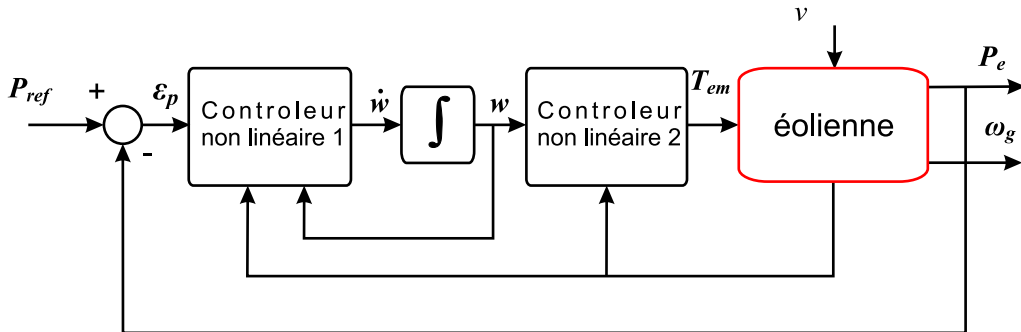 v
P_ref
+
-
ε_p
Controleur
non linéaire 1
ẇ
∫
w
Controleur
non linéaire 2
T_em
éolienne
P_e
ω_g